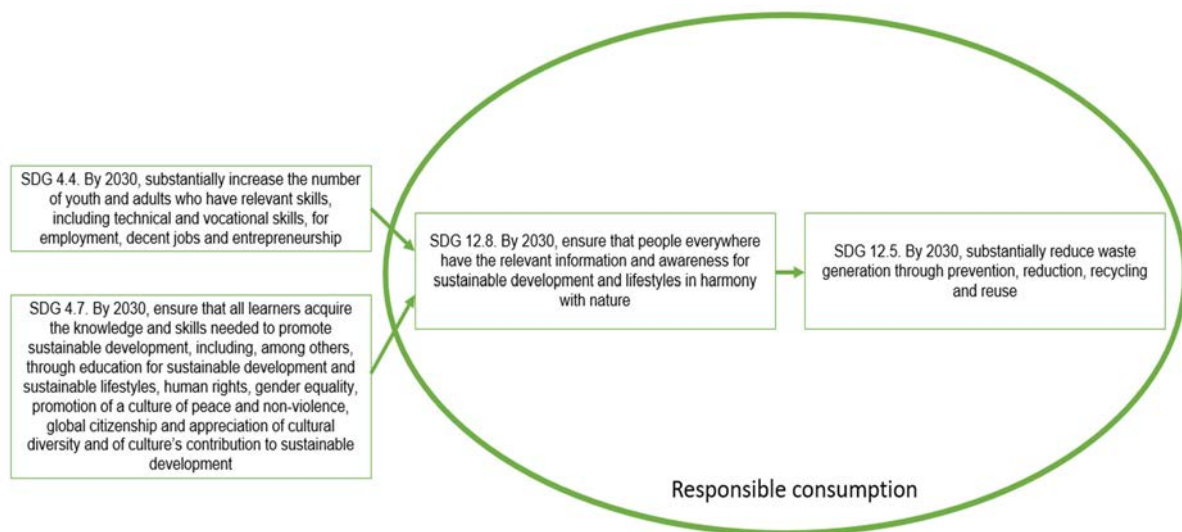 SDG 4.4. By 2030, substantially increase the number
of youth and adults who have relevant skills,
including technical and vocational skills, for
employment, decent jobs and entrepreneurship
SDG 4.7. By 2030, ensure that all learners acquire
the knowledge and skills needed to promote
sustainable development, including, among others,
through education for sustainable development and
sustainable lifestyles, human rights, gender equality,
promotion of a culture of peace and non-violence,
global citizenship and appreciation of cultural
diversity and of culture’s contribution to sustainable
development
SDG 12.8. By 2030, ensure that people everywhere
have the relevant information and awareness for
sustainable development and lifestyles in harmony
with nature
SDG 12.5. By 2030, substantially reduce waste
generation through prevention, reduction, recycling
and reuse
Responsible consumption